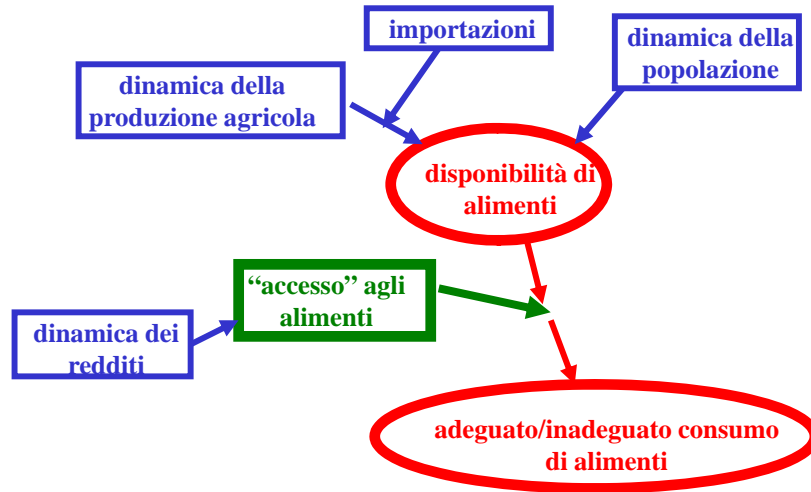 importazioni
dinamica della
popolazione
dinamica della
produzione agricola
disponibilità di
alimenti
“accesso” agli
alimenti
dinamica dei
redditi
adeguato/inadeguato consumo
di alimenti